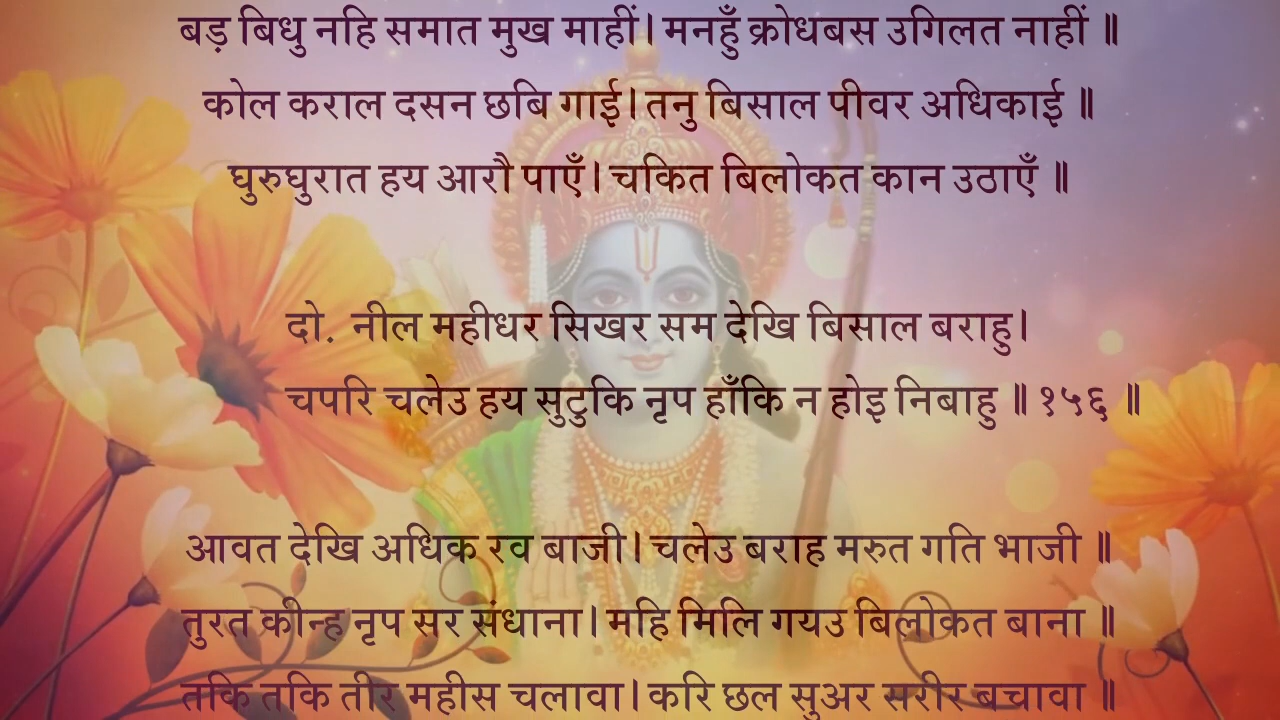 बड़ बिधु नहि समात मुख माहीं। मनहुँ क्रोधबस उगिलत नाहीं ॥
कोल कराल दसन छबि गाई। तनु बिसाल पीवर अधिकाई ॥
घुरुघुरात हय आरौ पाएँ। चकित बिलोकत कान उठाएँ ॥
दो. नील महीधर सिखर सम देखि बिसाल बराहु।
चपरि चलेउ हय सुटुकि नृप हाँकि न होइ निबाहु ॥ १५६ ॥
आवत देखि अधिक रव बाजी। चलेउ बराह मरुत गति भाजी ॥
तुरत कीन्ह नृप सर संधाना। महि मिलि गयउ बिलोकत बाना ॥
तकि तकि तीर महीस चलावा। करि छल सुअर सरीर बचावा ॥